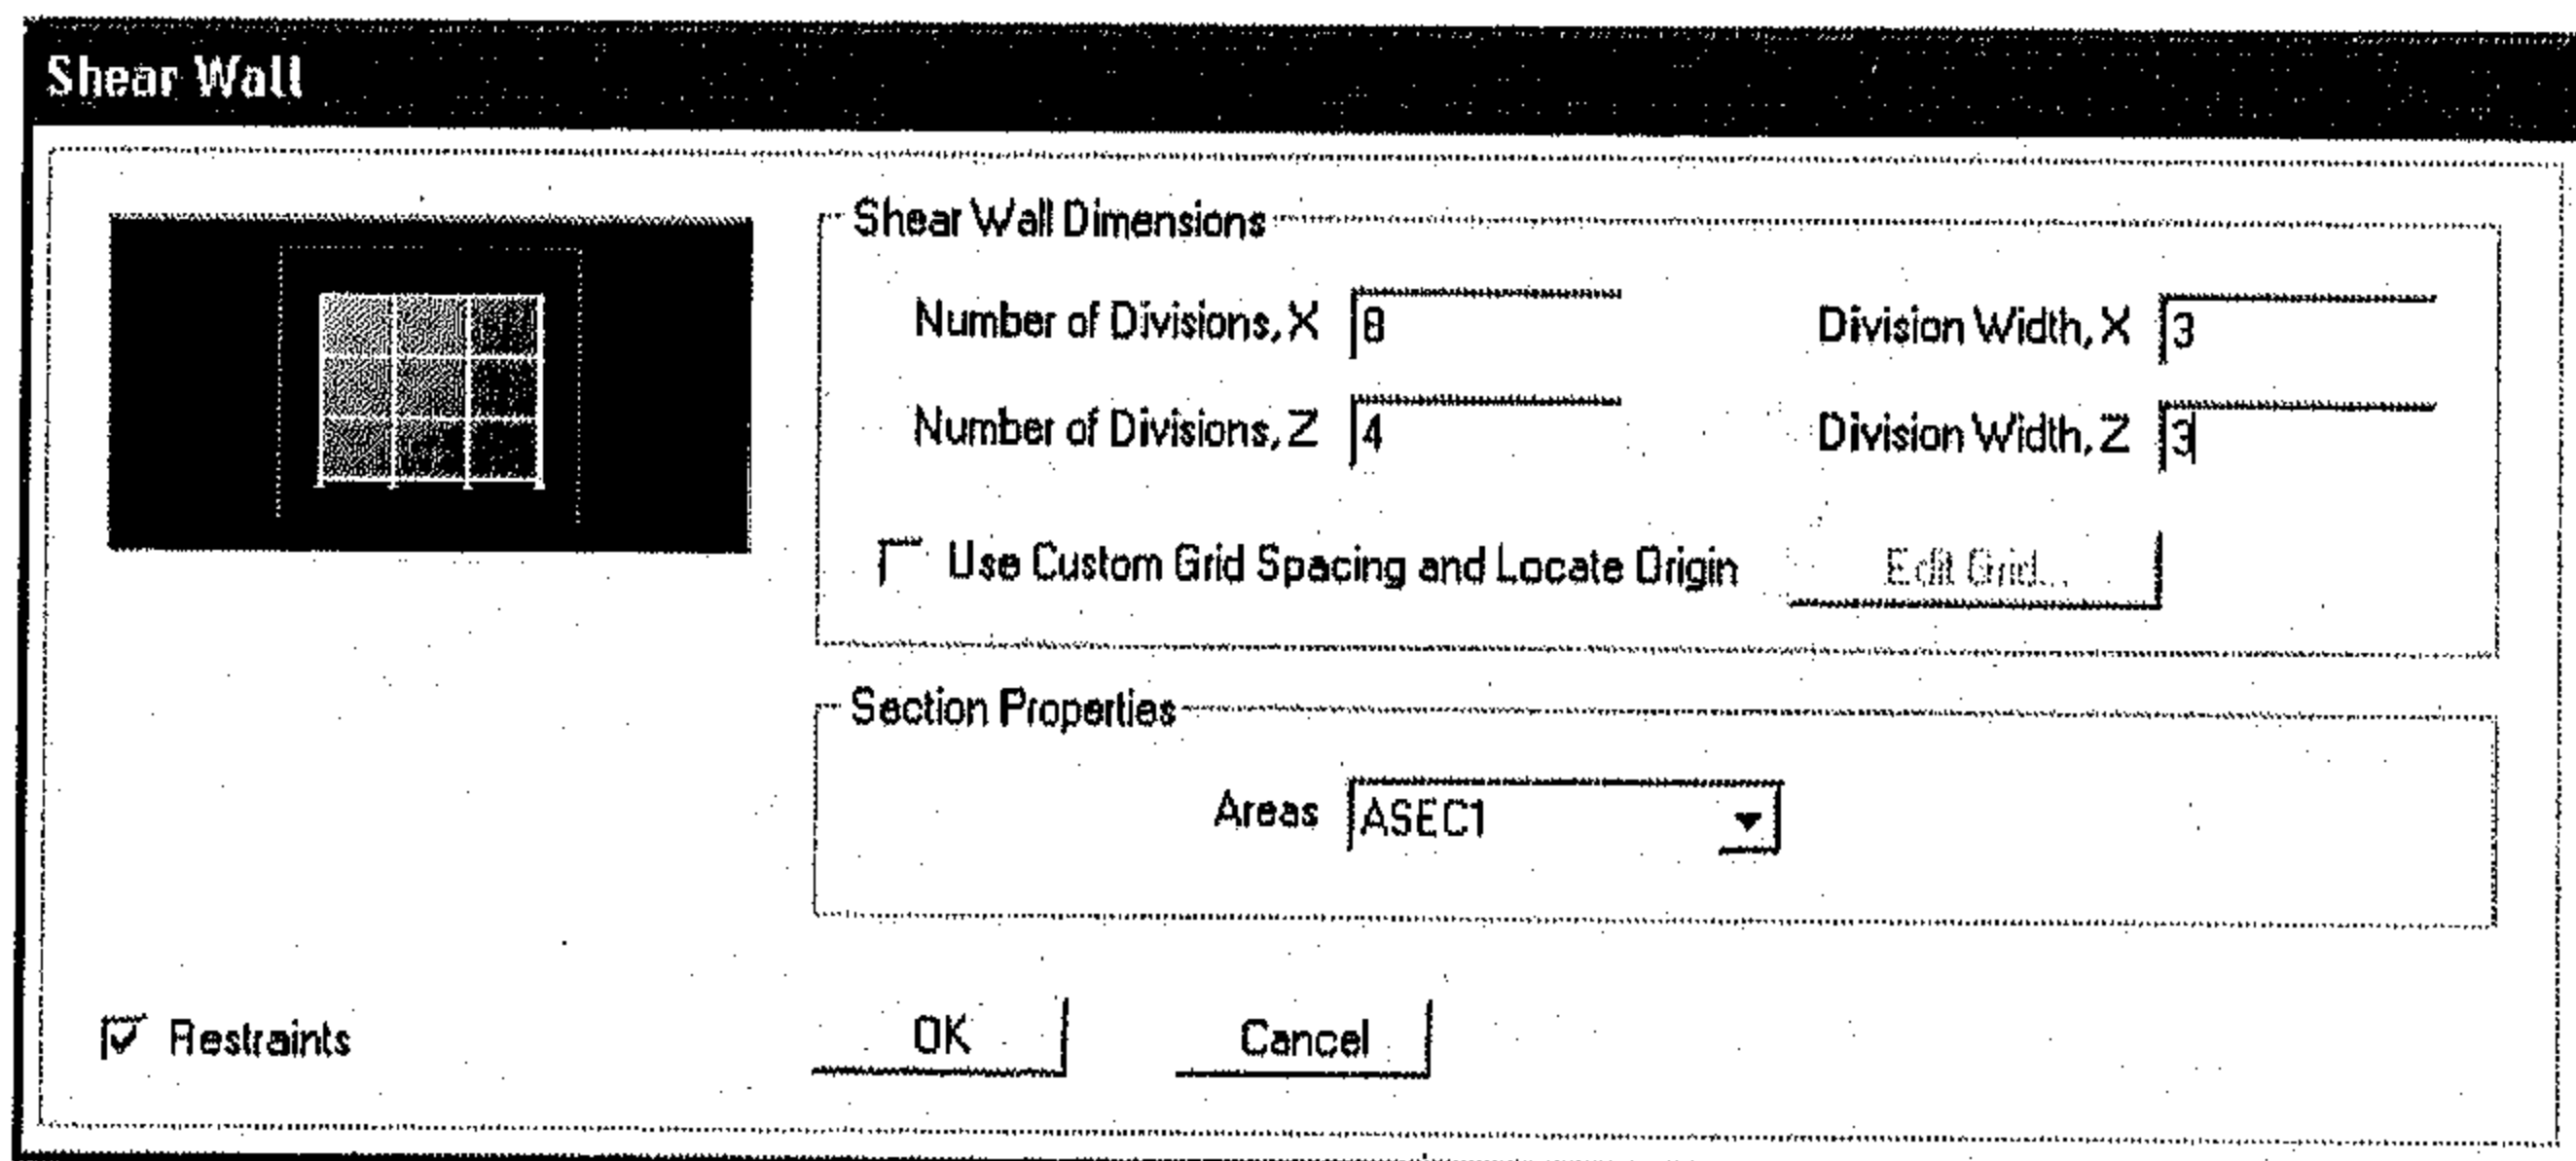 Shear Wall
Shear Wall Dimensions
Number of Divisions, X 8 Division Width, X 3
Number of Divisions, Z 4 Division Width, Z 3
Use Custom Grid Spacing and Locate Origin Edit Grid...
Section Properties
Areas ASEC1
Restraints OK Cancel